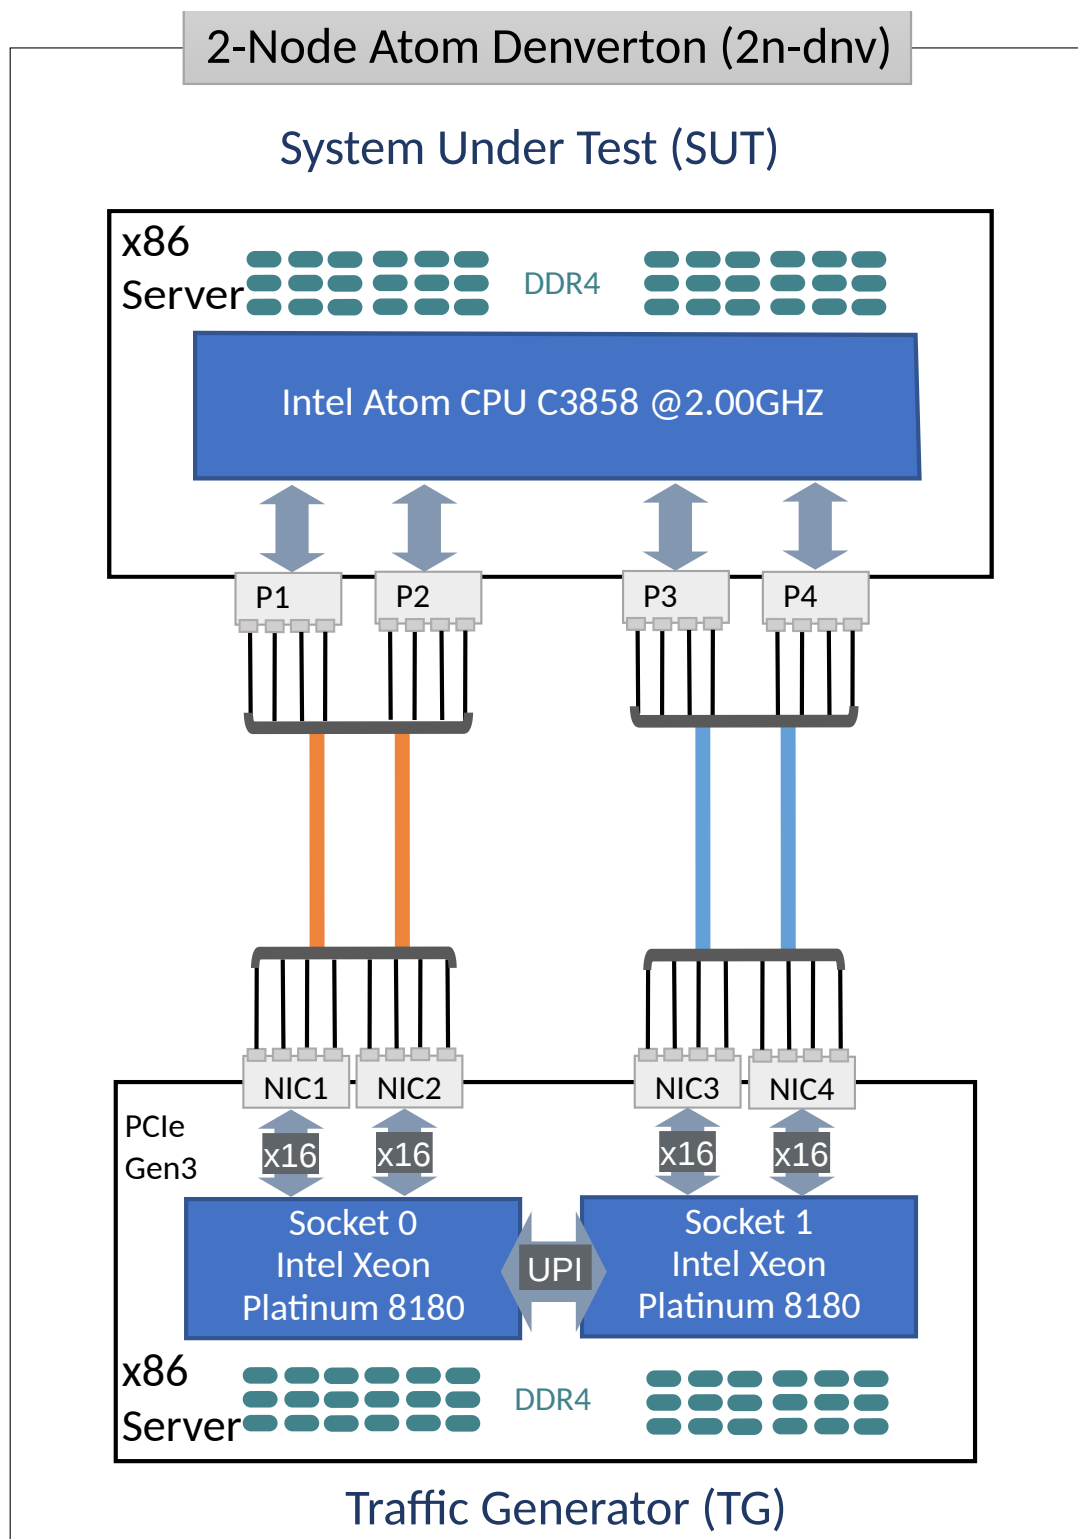 2-Node Atom Denverton (2n-dnv)
System Under Test (SUT)
x86
Server
DDR4
Intel Atom CPU C3858 @2.00GHZ
P1
P2
P3
P4
NIC1
NIC2
NIC3
NIC4
PCIe
Gen3
x16
x16
x16
x16
Socket 0
Intel Xeon
Platinum 8180
UPI
Socket 1
Intel Xeon
Platinum 8180
x86
Server
DDR4
Traffic Generator (TG)